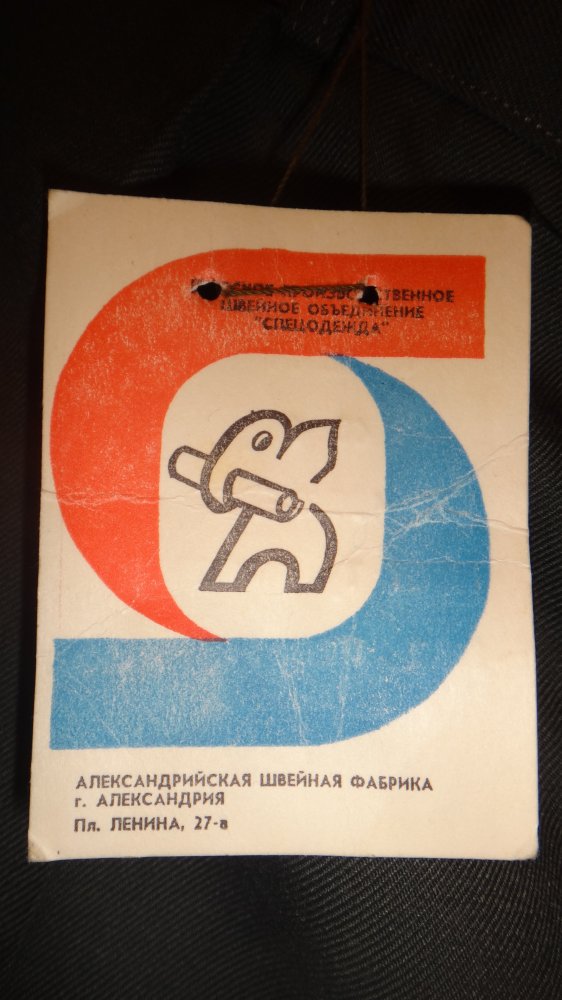 ШВЕЙНОЕ ОБЪЕДИНЕНИЕ
"СПЕЦОДЕЖДА"
АЛЕКСАНДРИЙСКАЯ ШВЕЙНАЯ ФАБРИКА
г. АЛЕКСАНДРИЯ
Пл. ЛЕНИНА, 27-а